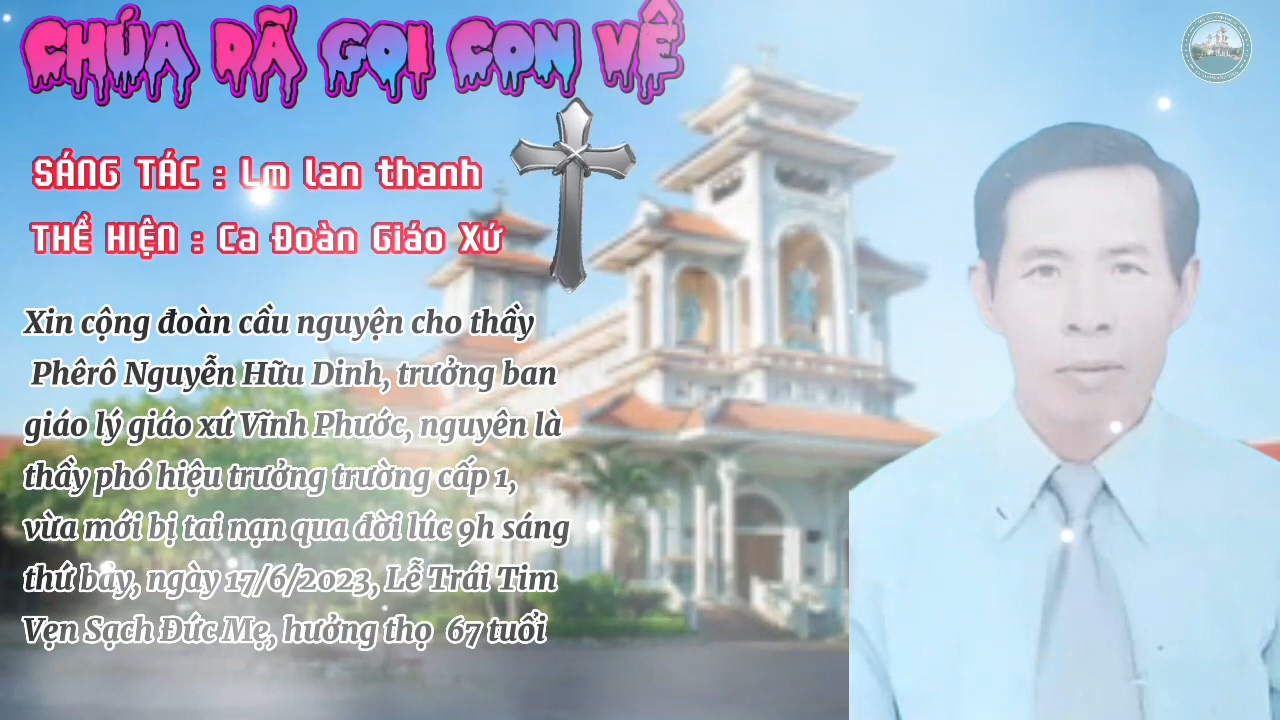 CHÚA DÃ GỌI CON VÊ
SÁNG TÁC : Lm lan thanh
THỂ HIỆN : Ca Đoàn Giáo Xứ
Xin cộng đoàn cầu nguyện cho thầy
Phêrô Nguyễn Hữu Dinh, trưởng ban
giáo lý giáo xứ Vĩnh Phước, nguyên là
thầy phó hiệu trưởng trường cấp 1,
vừa mới bị tai nạn qua đời lúc 9h sáng
thứ bảy, ngày 17/6/2023, Lễ Trái Tim
Vẹn Sạch Đức Mẹ, hưởng thọ 67 tuổi